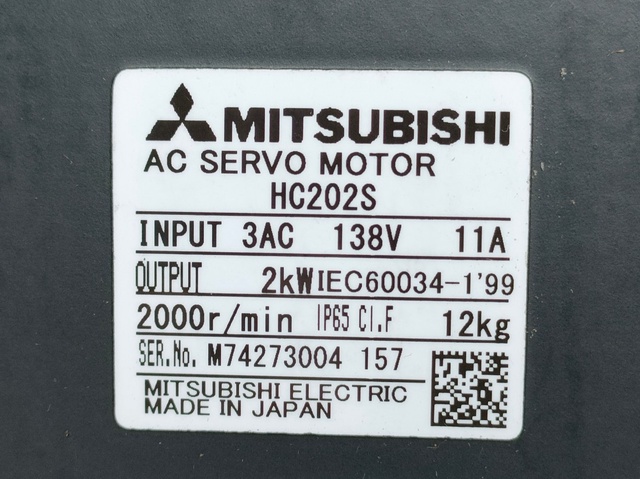 MITSUBISHI
AC SERVO MOTOR
HC202S
INPUT 3AC 138V 11A
OUTPUT 2kW IEC60034-1'99
2000r/min IP65 CI.F 12kg
SER.No. M74273004 157
MITSUBISHI ELECTRIC
MADE IN JAPAN